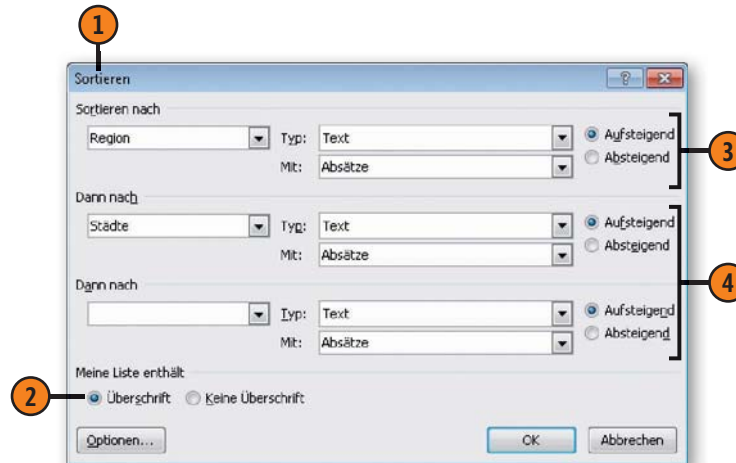 1
Sortieren
Sortieren nach
Region Typ: Text Aufsteigend
Mit: Absätze Absteigend
3
Dann nach
Städte Typ: Text Aufsteigend
Mit: Absätze Absteigend
4
Dann nach
Typ: Text Aufsteigend
Mit: Absätze Absteigend
Meine Liste enthält
2 Überschrift Keine Überschrift
Optionen... OK Abbrechen